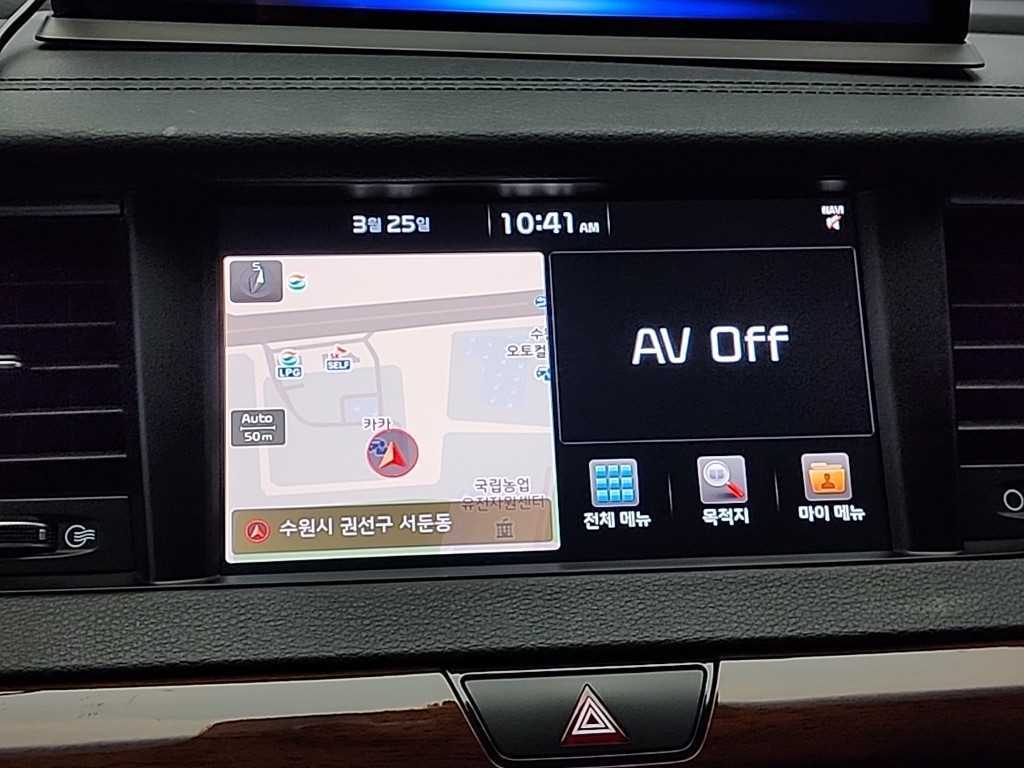 3월 25일
10:41 AM
NAVI
S
LPG
SK
SELF
오토컬
Auto
50m
카카
국립농업
유전자원센터
수원시 권선구 서둔동
AV Off
전체 메뉴
목적지
마이 메뉴